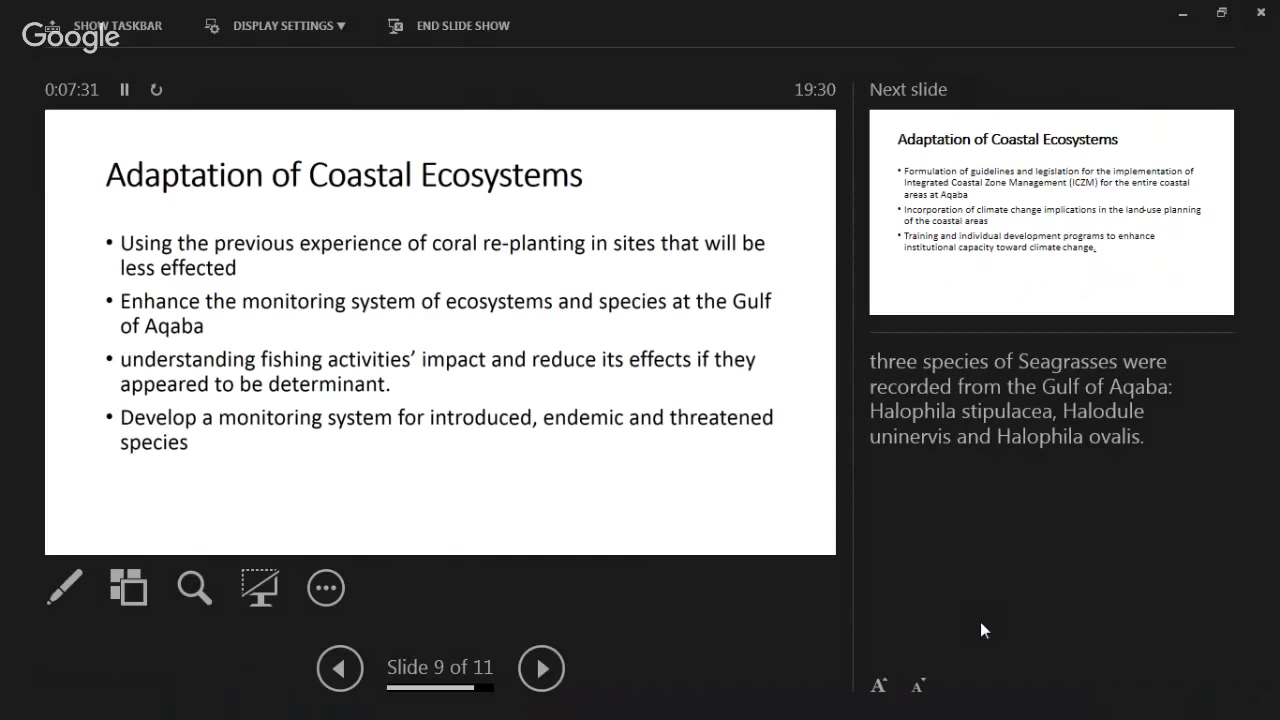 SHOW TASKBAR
DISPLAY SETTINGS ▼
END SLIDE SHOW
Google
0:07:31
19:30
Next slide
Adaptation of Coastal Ecosystems
• Using the previous experience of coral re-planting in sites that will be
less effected
• Enhance the monitoring system of ecosystems and species at the Gulf
of Aqaba
• understanding fishing activities’ impact and reduce its effects if they
appeared to be determinant.
• Develop a monitoring system for introduced, endemic and threatened
species
Adaptation of Coastal Ecosystems
• Formulation of guidelines and legislation for the implementation of
Integrated Coastal Zone Management (ICZM) for the entire coastal
areas at Aqaba
• Incorporation of climate change implications in the land-use planning
of the coastal areas
• Training and individual development programs to enhance
institutional capacity toward climate change.
three species of Seagrasses were
recorded from the Gulf of Aqaba:
Halophila stipulacea, Halodule
uninervis and Halophila ovalis.
Slide 9 of 11
A A